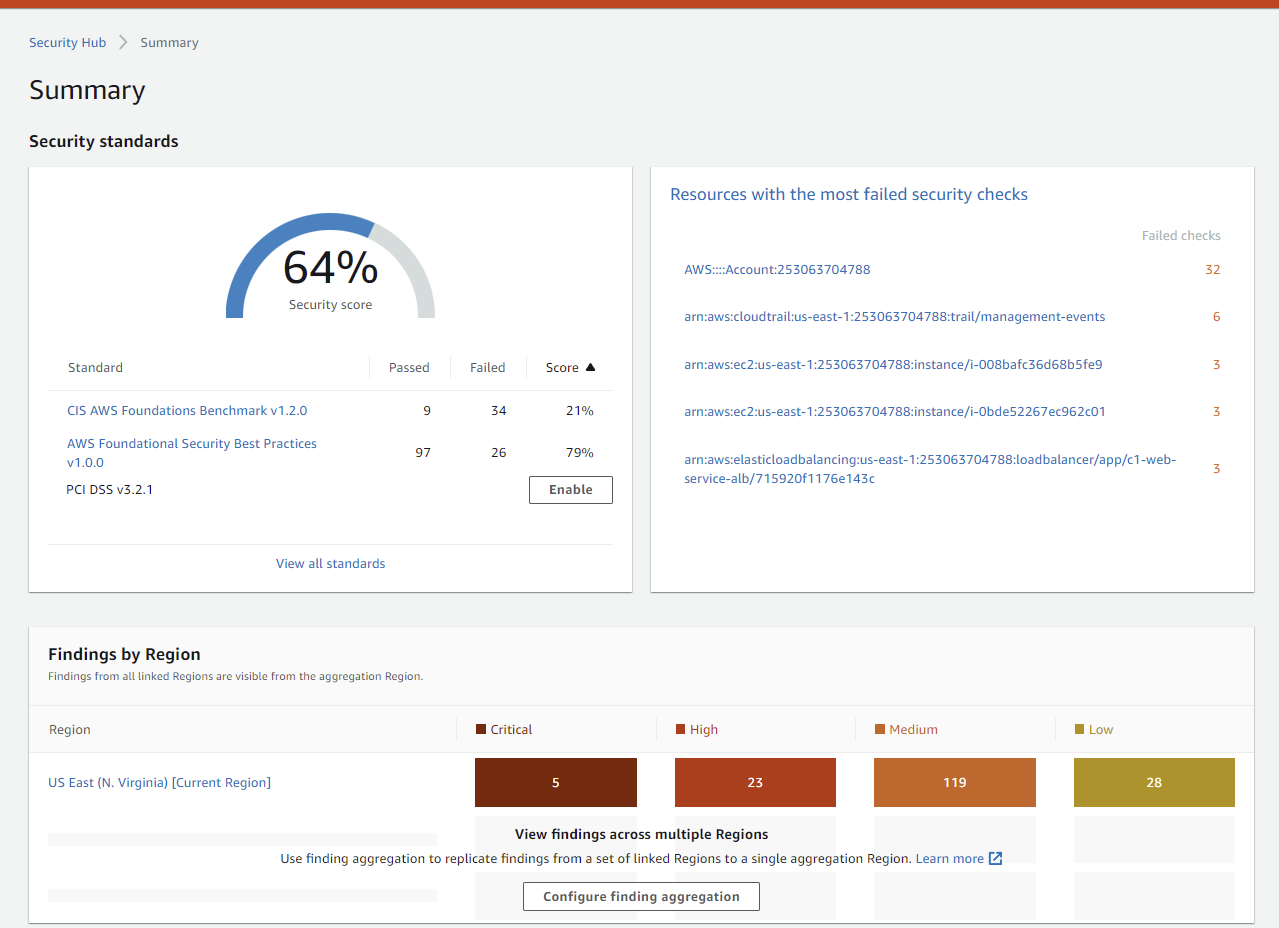 Security Hub > Summary
Summary
Security standards
64%
Security score
Standard Passed Failed Score ▲
CIS AWS Foundations Benchmark v1.2.0 9 34 21%
AWS Foundational Security Best Practices
v1.0.0 97 26 79%
PCI DSS v3.2.1 Enable
View all standards
Resources with the most failed security checks
Failed checks
AWS::::Account:253063704788 32
arn:aws:cloudtrail:us-east-1:253063704788:trail/management-events 6
arn:aws:ec2:us-east-1:253063704788:instance/i-008bafc36d68b5fe9 3
arn:aws:ec2:us-east-1:253063704788:instance/i-0bde52267ec962c01 3
arn:aws:elasticloadbalancing:us-east-1:253063704788:loadbalancer/app/c1-web-
service-alb/715920f1176e143c 3
Findings by Region
Findings from all linked Regions are visible from the aggregation Region.
Region Critical High Medium Low
US East (N. Virginia) [Current Region] 5 23 119 28
View findings across multiple Regions
Use finding aggregation to replicate findings from a set of linked Regions to a single aggregation Region. Learn more
Configure finding aggregation